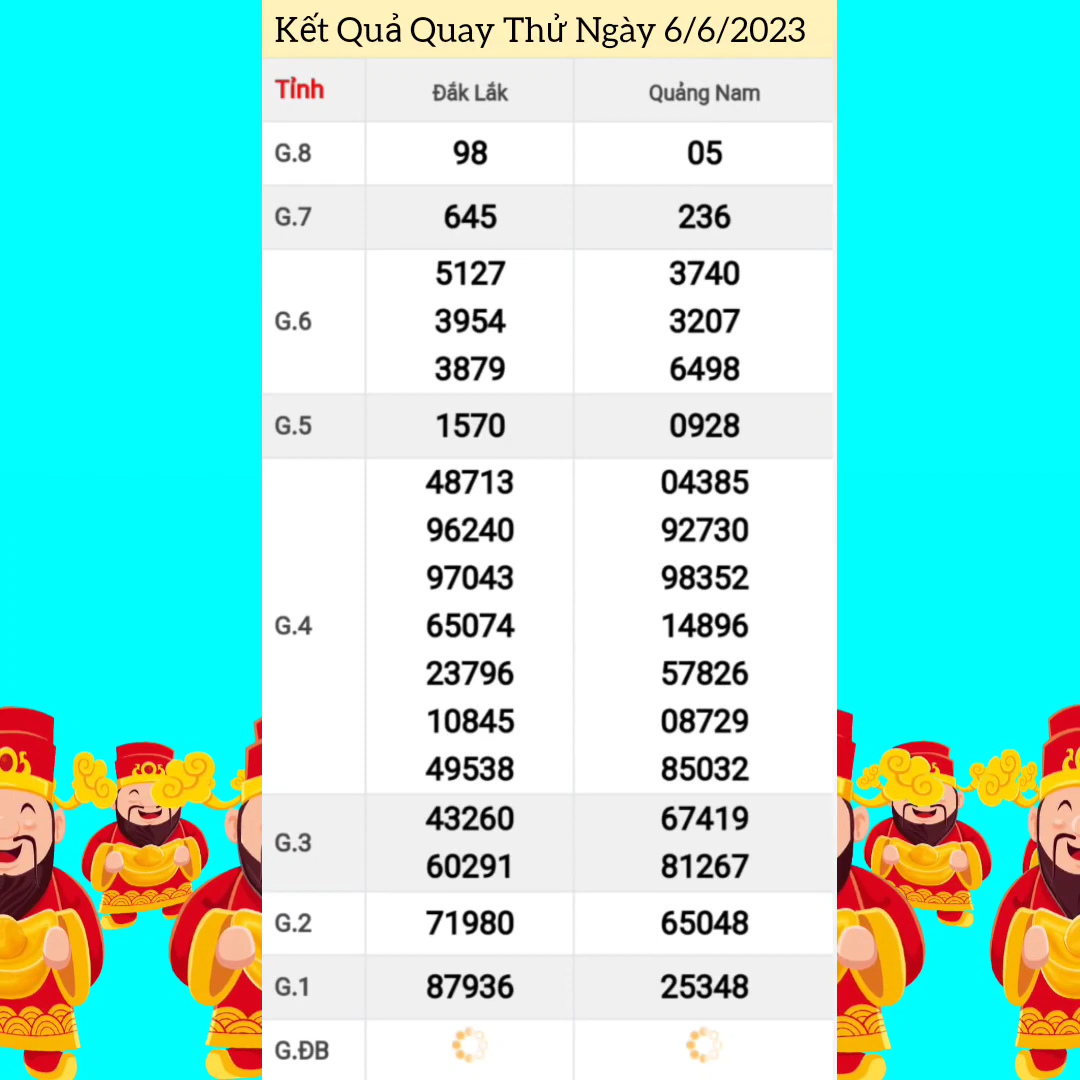 Kết Quả Quay Thử Ngày 6/6/2023
Tỉnh Đắk Lắk Quảng Nam
G.8 98 05
G.7 645 236
5127 3740
G.6 3954 3207
3879 6498
G.5 1570 0928
48713 04385
96240 92730
97043 98352
G.4 65074 14896
23796 57826
10845 08729
49538 85032
G.3 43260 67419
60291 81267
G.2 71980 65048
G.1 87936 25348
G.ĐB